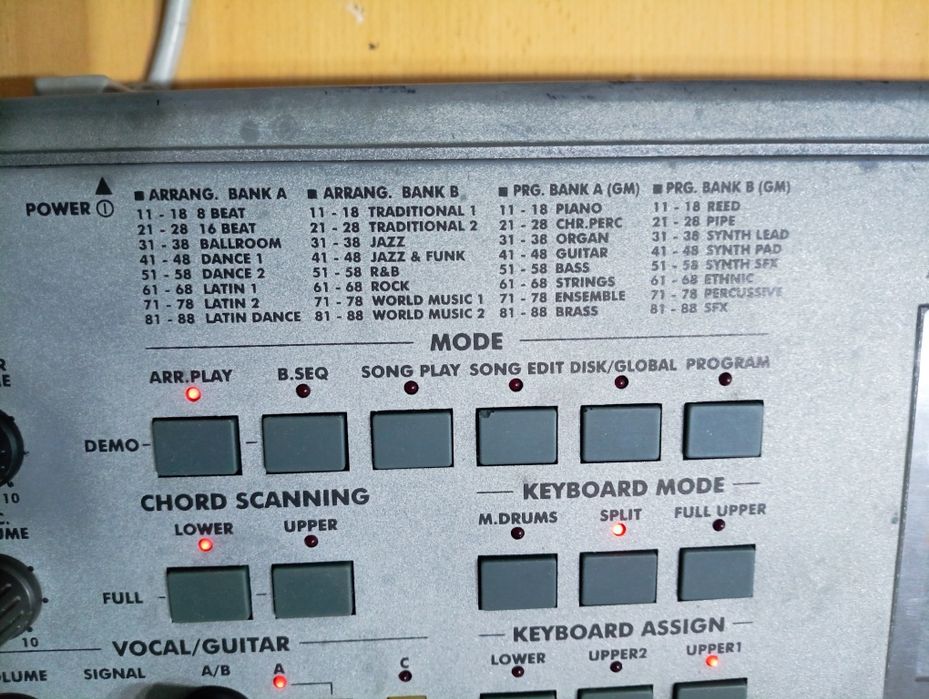 POWER
■ ARRANG. BANK A
11 - 18 8 BEAT
21 - 28 16 BEAT
31 - 38 BALLROOM
41 - 48 DANCE 1
51 - 58 DANCE 2
61 - 68 LATIN 1
71 - 78 LATIN 2
81 - 88 LATIN DANCE
■ ARRANG. BANK B
11 - 18 TRADITIONAL 1
21 - 28 TRADITIONAL 2
31 - 38 JAZZ
41 - 48 JAZZ & FUNK
51 - 58 R&B
61 - 68 ROCK
71 - 78 WORLD MUSIC 1
81 - 88 WORLD MUSIC 2
■ PRG. BANK A (GM)
11 - 18 PIANO
21 - 28 CHR.PERC
31 - 38 ORGAN
41 - 48 GUITAR
51 - 58 BASS
61 - 68 STRINGS
71 - 78 ENSEMBLE
81 - 88 BRASS
■ PRG. BANK B (GM)
11 - 18 REED
21 - 28 PIPE
31 - 38 SYNTH LEAD
41 - 48 SYNTH PAD
51 - 58 SYNTH SFX
61 - 68 ETHNIC
71 - 78 PERCUSSIVE
81 - 88 SFX
MODE
ARR.PLAY B.SEQ SONG PLAY SONG EDIT DISK/GLOBAL PROGRAM
DEMO
10
CHORD SCANNING
LOWER UPPER
FULL
KEYBOARD MODE
M.DRUMS SPLIT FULL UPPER
10
VOCAL/GUITAR
SIGNAL A/B A C
KEYBOARD ASSIGN
LOWER UPPER2 UPPER1